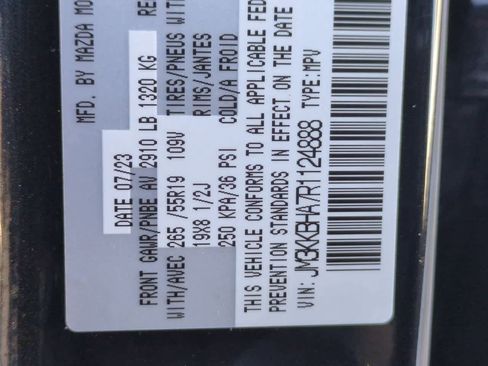 MFD. BY MAZDA MO
DATE 07/23
FRONT GAWR/PNBE AV 2910 LB 1320 KG RE
WITH/AVEC 265 /55R19 109V TIRES/PNEUS WIT
19X8 1/2J RIMS/JANTES
250 KPA/36 PSI COLD/A FROID
THIS VEHICLE CONFORMS TO ALL APPLICABLE FED
PREVENTION STANDARDS IN EFFECT ON THE DATE
VIN: JM3KKBHA7R1124888 TYPE: MPV